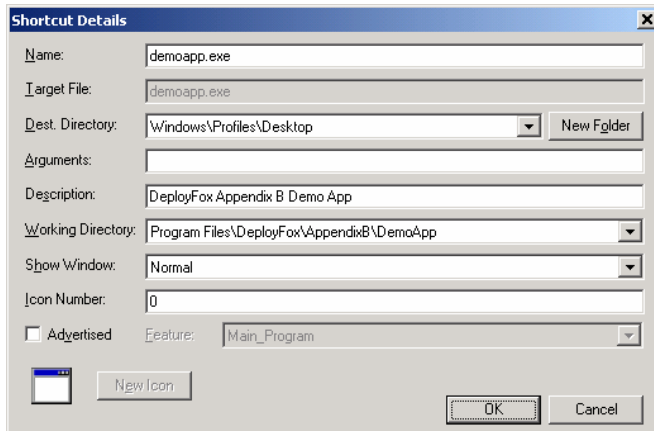 Shortcut Details
Name: demoapp.exe
Target File: demoapp.exe
Dest. Directory: Windows\Profiles\Desktop New Folder
Arguments:
Description: DeployFox Appendix B Demo App
Working Directory: Program Files\DeployFox\AppendixB\DemoApp
Show Window: Normal
Icon Number: 0
Advertised Feature: Main_Program
New Icon
OK Cancel